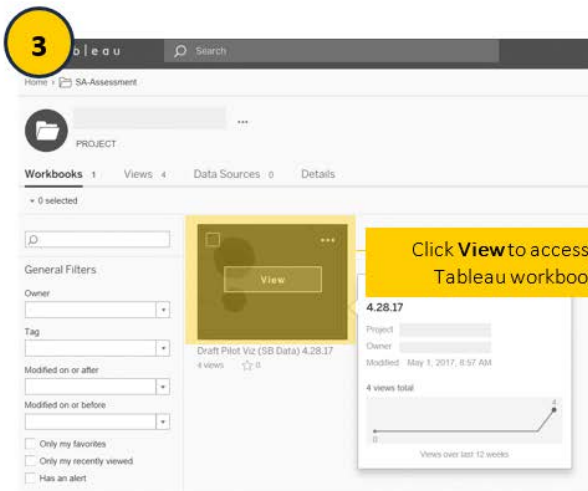 3
bleau
Search
Home › SA-Assessment
...
PROJECT
Workbooks 1 Views 4 Data Sources 0 Details
0 selected
General Filters
Owner
Tag
Modified on or after
Modified on or before
Only my favorites
Only my recently viewed
Has an alert
...
View
Draft Pilot Viz (SB Data) 4.28.17
4 views 0
Click View to access
Tableau workboo
4.28.17
Project
Owner
Modified May 1, 2017, 8:57 AM
4 views total
4
0
Views over last 12 weeks